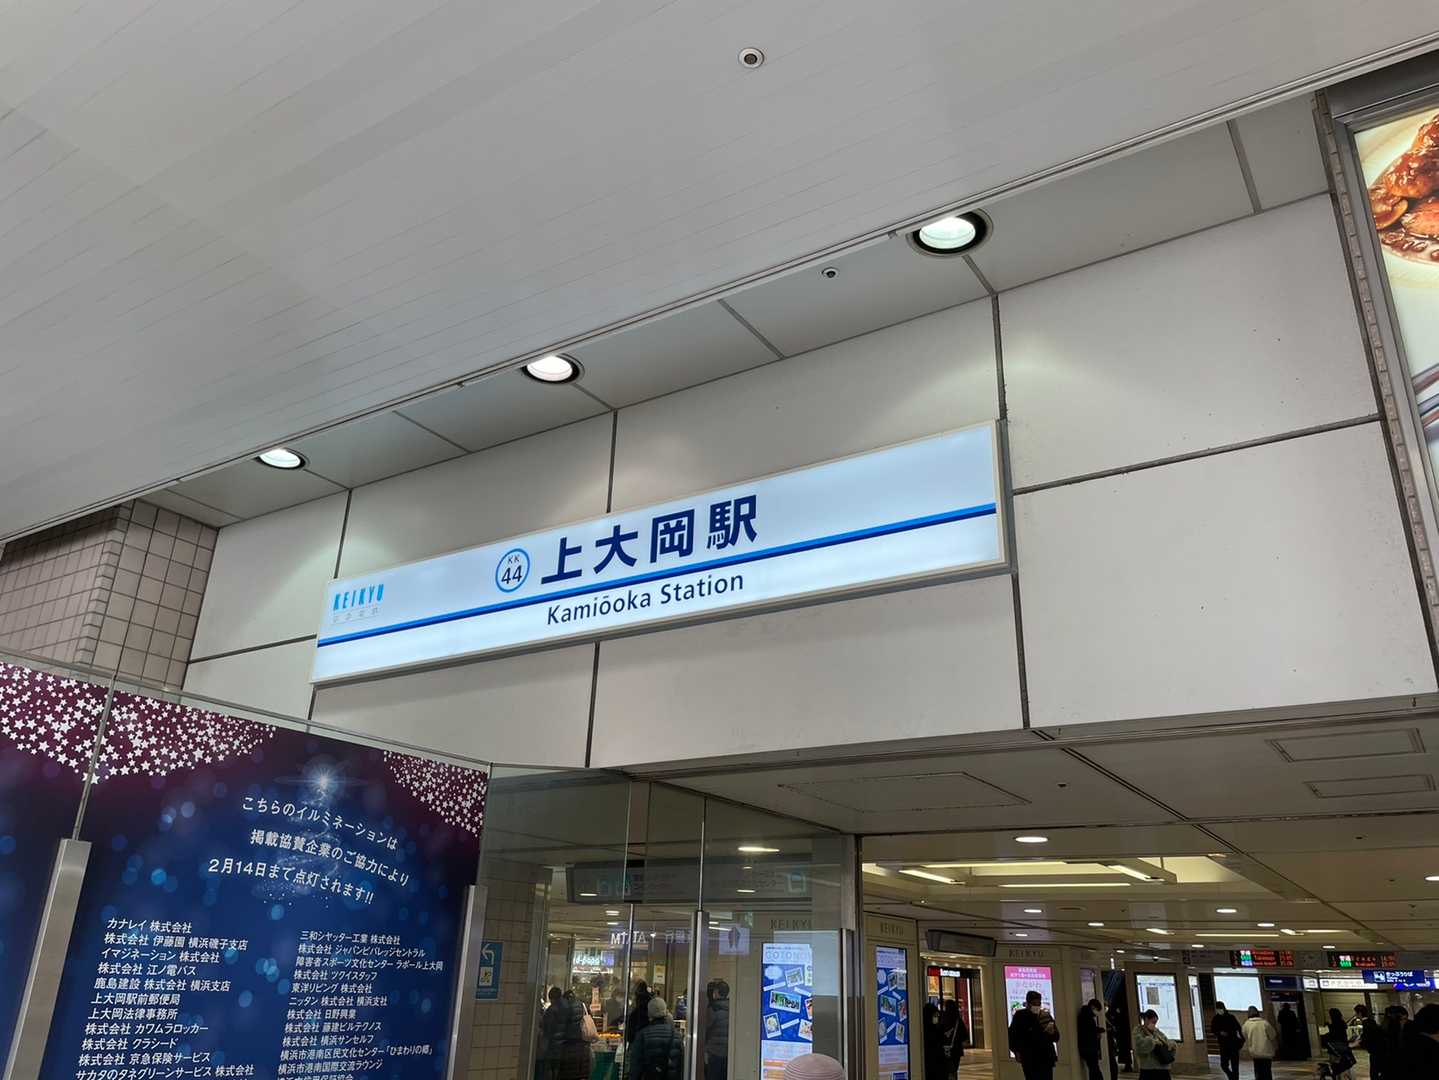 KEIKYU
KK
44
上大岡駅
Kamiōoka Station
こちらのイルミネーションは
掲載協賛企業のご協力により
2月14日まで点灯されます!!
カナレイ 株式会社
株式会社 伊藤園 横浜磯子支店
イマジネーション 株式会社
株式会社 江ノ電バス
鹿島建設 株式会社 横浜支店
上大岡駅前郵便局
上大岡法律事務所
株式会社 カワムラロッカー
株式会社 クラシード
株式会社 京急保険サービス
サカタのタネグリーンサービス 株式会社
三和シヤッター工業 株式会社
株式会社 ジャパンビバレッジセントラル
障害者スポーツ文化センター ラポール上大岡
株式会社 ツクイスタッフ
東洋リビング 株式会社
ニッタン 株式会社 横浜支社
株式会社 日野興業
株式会社 藤建ビルテクノス
株式会社 横浜サンセルフ
横浜市港南区民文化センター「ひまわりの郷」
横浜市港南国際交流ラウンジ
KEIKYU
KEIKYU